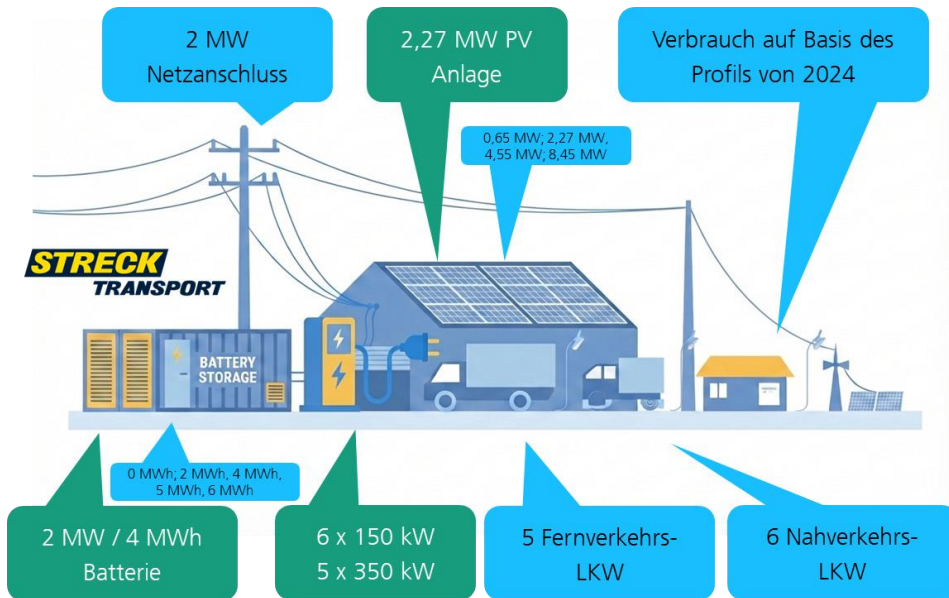 2 MW
Netzanschluss
2,27 MW PV
Anlage
Verbrauch auf Basis des
Profils von 2024
0,65 MW; 2,27 MW,
4,55 MW; 8,45 MW
STRECK
TRANSPORT
BATTERY
STORAGE
0 MWh; 2 MWh, 4 MWh,
5 MWh, 6 MWh
2 MW / 4 MWh
Batterie
6 x 150 kW
5 x 350 kW
5 Fernverkehrs-
LKW
6 Nahverkehrs-
LKW